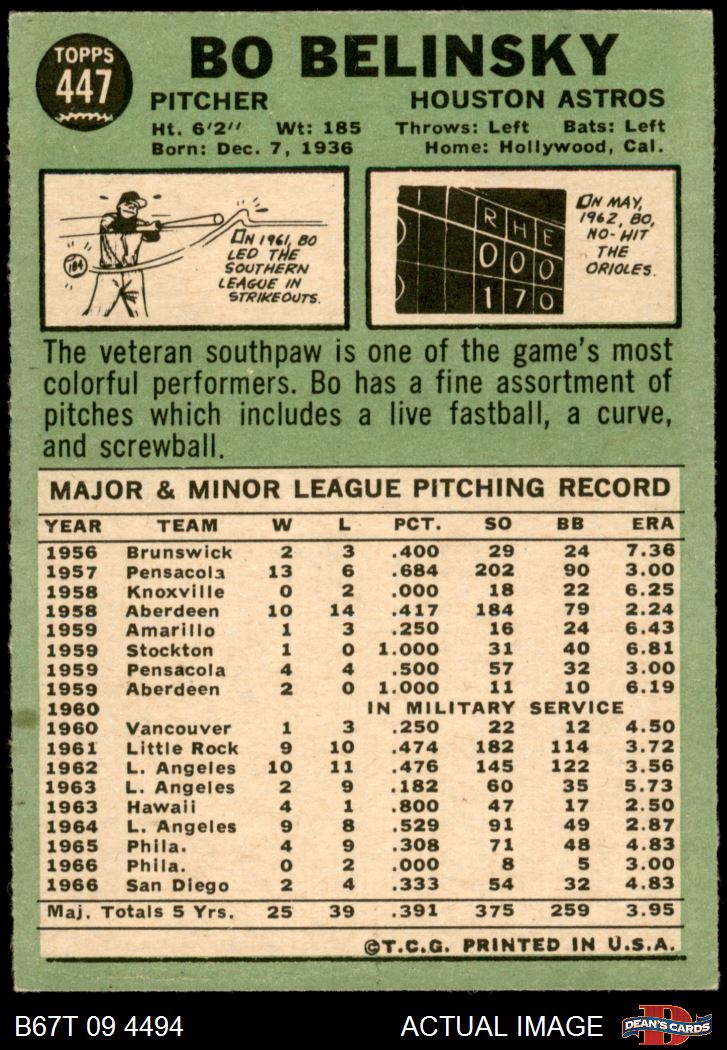 TOPPS
447
BO BELINSKY
PITCHER HOUSTON ASTROS
Ht. 6'2" Wt: 185 Throws: Left Bats: Left
Born: Dec. 7, 1936 Home: Hollywood, Cal.
184
ON 1961, BO
LED THE
SOUTHERN
LEAGUE IN
STRIKEOUTS.
R H E
0 0 0
1 7 0
ON MAY,
1962, BO,
NO-HIT
THE
ORIOLES.
The veteran southpaw is one of the game's most
colorful performers. Bo has a fine assortment of
pitches which includes a live fastball, a curve,
and screwball.
MAJOR & MINOR LEAGUE PITCHING RECORD
YEAR TEAM W L PCT. SO BB ERA
1956 Brunswick 2 3 .400 29 24 7.36
1957 Pensacola 13 6 .684 202 90 3.00
1958 Knoxville 0 2 .000 18 22 6.25
1958 Aberdeen 10 14 .417 184 79 2.24
1959 Amarillo 1 3 .250 16 24 6.43
1959 Stockton 1 0 1.000 31 40 6.81
1959 Pensacola 4 4 .500 57 32 3.00
1959 Aberdeen 2 0 1.000 11 10 6.19
1960 IN MILITARY SERVICE
1960 Vancouver 1 3 .250 22 12 4.50
1961 Little Rock 9 10 .474 182 114 3.72
1962 L. Angeles 10 11 .476 145 122 3.56
1963 L. Angeles 2 9 .182 60 35 5.73
1963 Hawaii 4 1 .800 47 17 2.50
1964 L. Angeles 9 8 .529 91 49 2.87
1965 Phila. 4 9 .308 71 48 4.83
1966 Phila. 0 2 .000 8 5 3.00
1966 San Diego 2 4 .333 54 32 4.83
Maj. Totals 5 Yrs. 25 39 .391 375 259 3.95
©T.C.G. PRINTED IN U.S.A.
B67T 09 4494 ACTUAL IMAGE
D
DEAN'S CARDS